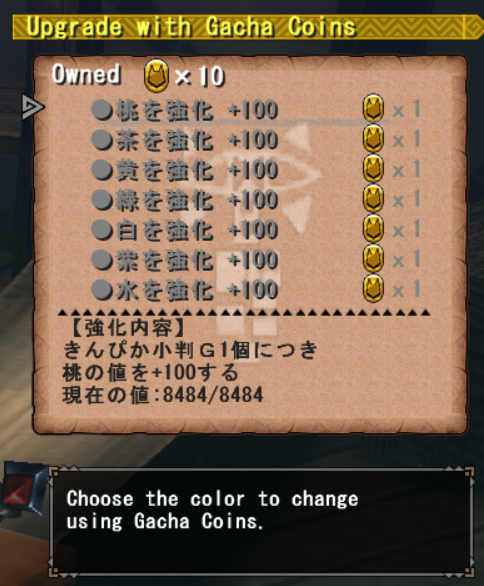 Upgrade with Gacha Coins
Owned ×10
●桃を強化 +100 x 1
●茶を強化 +100 x 1
●黄を強化 +100 x 1
●緑を強化 +100 x 1
●白を強化 +100 x 1
●紫を強化 +100 x 1
●水を強化 +100 x 1
【強化内容】
きんぴか小判Ｇ1個につき
桃の値を+100する
現在の値:8484/8484
Choose the color to change
using Gacha Coins.